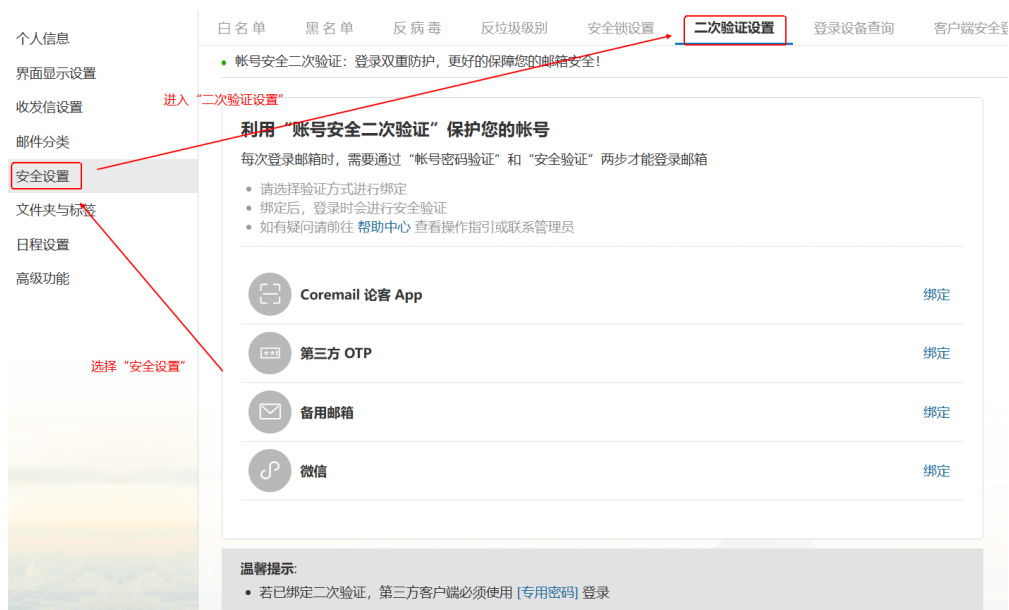 个人信息
界面显示设置
收发信设置
邮件分类
安全设置
文件夹与标签
日程设置
高级功能
选择“安全设置”
进入“二次验证设置”
白名单 黑名单 反病毒 反垃圾级别 安全锁设置 二次验证设置 登录设备查询 客户端安全登
帐号安全二次验证：登录双重防护，更好的保障您的邮箱安全！
利用“账号安全二次验证”保护您的帐号
每次登录邮箱时，需要通过“帐号密码验证”和“安全验证”两步才能登录邮箱
请选择验证方式进行绑定
绑定后，登录时会进行安全验证
如有疑问请前往 帮助中心 查看操作指引或联系管理员
Coremail 论客 App 绑定
第三方 OTP 绑定
备用邮箱 绑定
微信 绑定
温馨提示:
若已绑定二次验证，第三方客户端必须使用 [专用密码] 登录